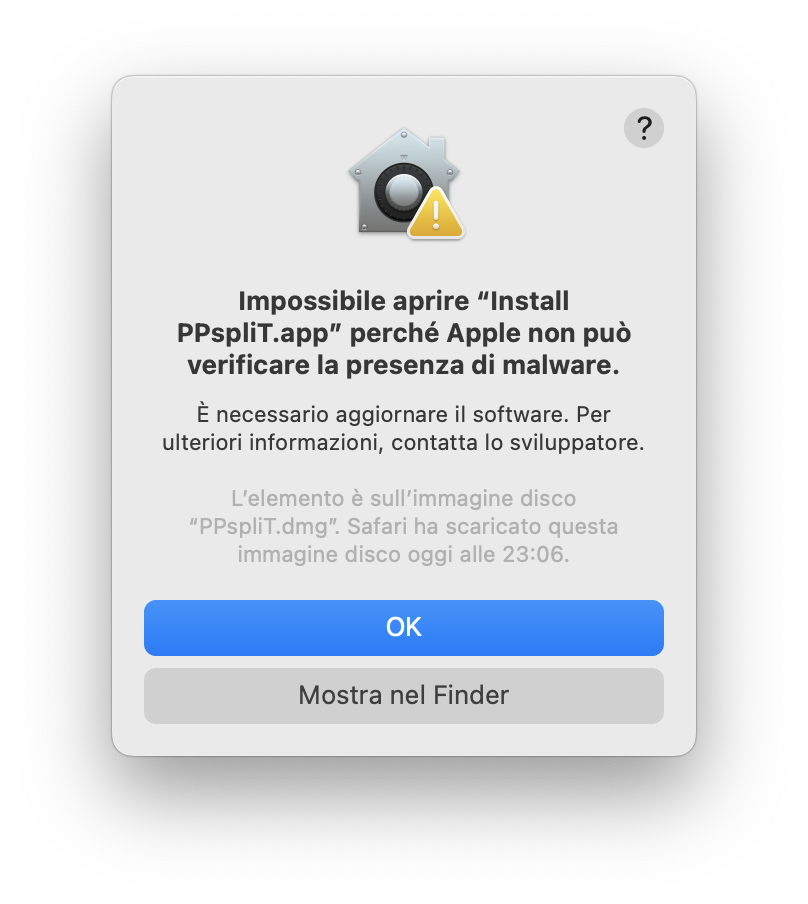 ?
Impossibile aprire “Install
PPspliT.app” perché Apple non può
verificare la presenza di malware.
È necessario aggiornare il software. Per
ulteriori informazioni, contatta lo sviluppatore.
L’elemento è sull’immagine disco
“PPspliT.dmg”. Safari ha scaricato questa
immagine disco oggi alle 23:06.
OK
Mostra nel Finder